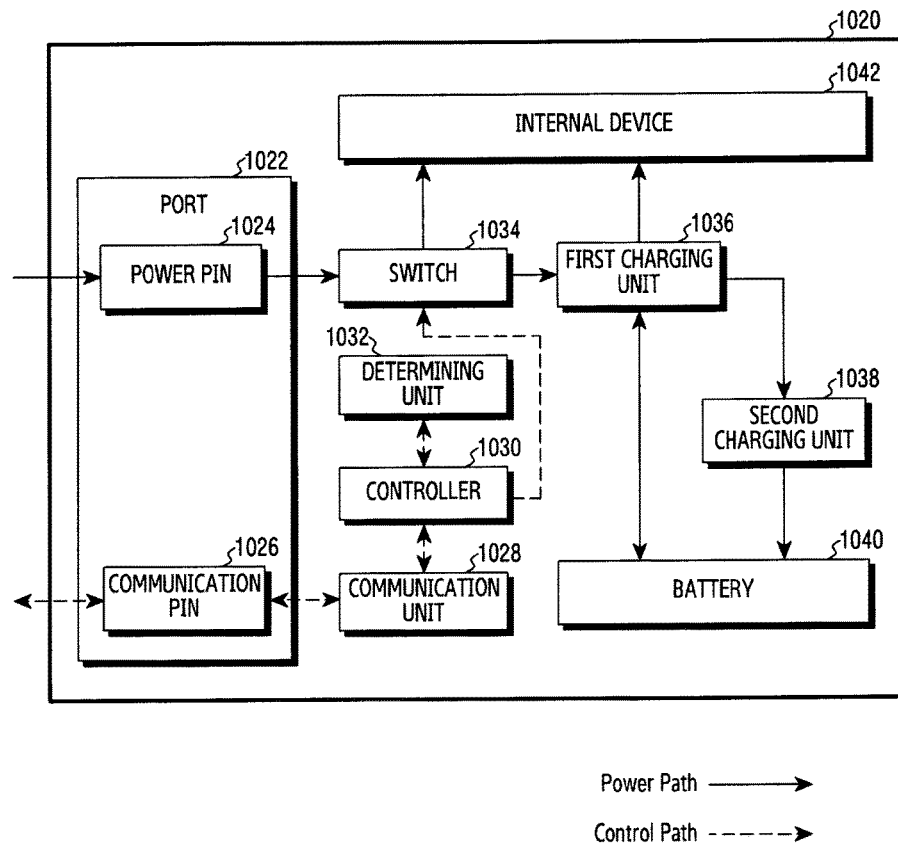 1020
1042
INTERNAL DEVICE
1022
PORT
1024
POWER PIN
1034
SWITCH
1036
FIRST CHARGING
UNIT
1032
DETERMINING
UNIT
1038
SECOND
CHARGING UNIT
1030
CONTROLLER
1026
COMMUNICATION
PIN
1028
COMMUNICATION
UNIT
1040
BATTERY
Power Path
Control Path